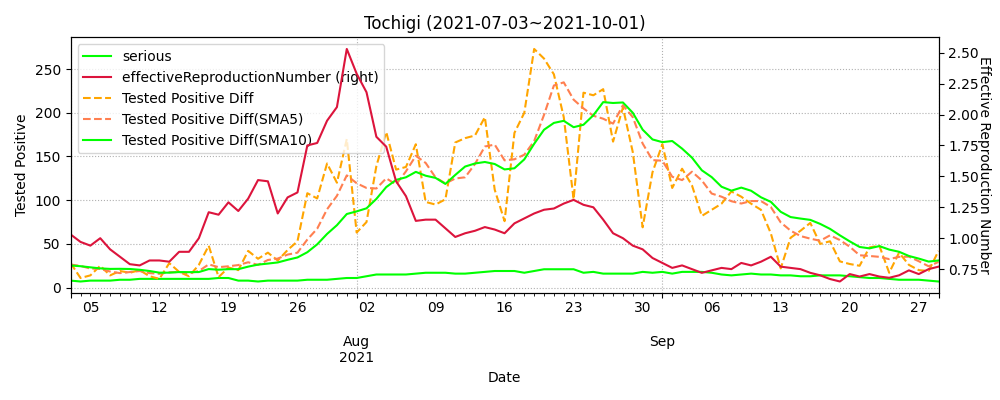 Tochigi (2021-07-03~2021-10-01)
serious
effectiveReproductionNumber (right)
Tested Positive Diff
Tested Positive Diff(SMA5)
Tested Positive Diff(SMA10)
Tested Positive
250
200
150
100
50
0
2.50
2.25
2.00
1.75
1.50
1.25
1.00
0.75
Effective Reproduction Number
05 12 19 26 02 09 16 23 30 06 13 20 27
Aug Sep
2021
Date